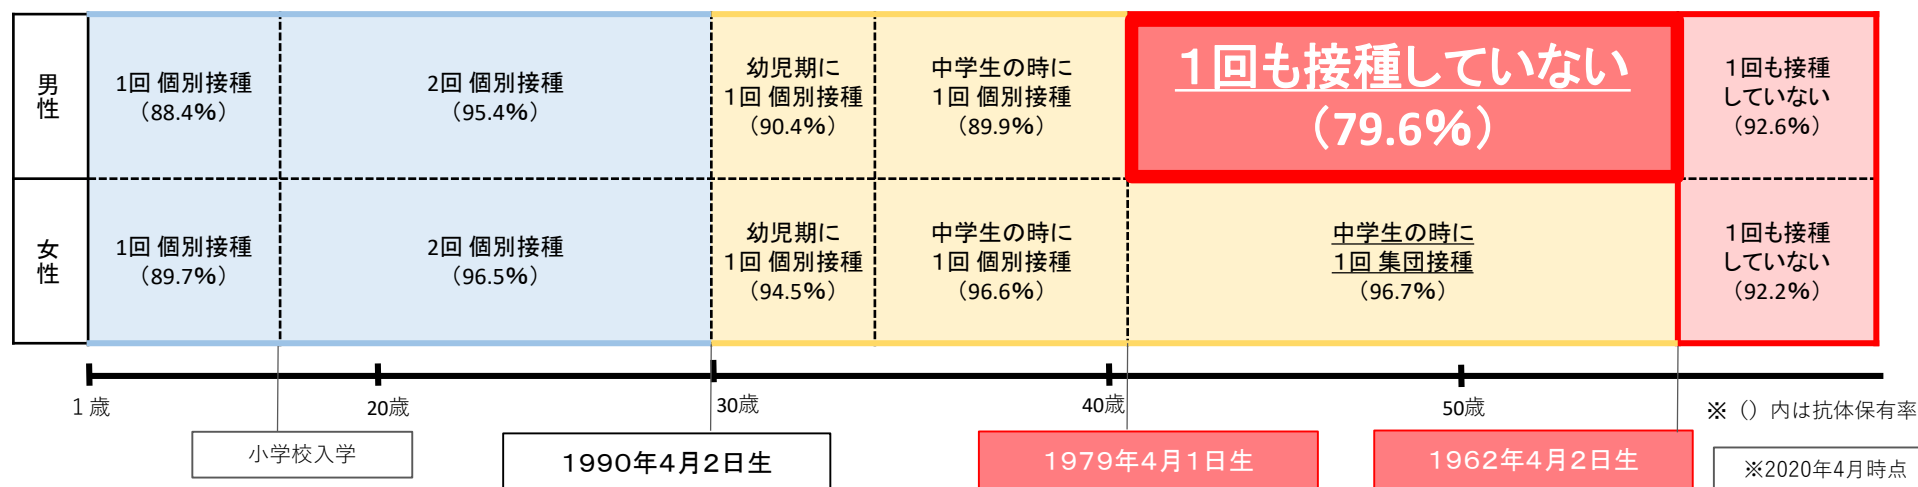 男性
1回 個別接種
（88.4%）
2回 個別接種
（95.4%）
幼児期に
1回 個別接種
（90.4%）
中学生の時に
1回 個別接種
（89.9%）
１回も接種していない
（79.6%）
１回も接種
していない
（92.6%）
女性
1回 個別接種
（89.7%）
2回 個別接種
（96.5%）
幼児期に
1回 個別接種
（94.5%）
中学生の時に
1回 個別接種
（96.6%）
中学生の時に
1回 集団接種
（96.7%）
１回も接種
していない
（92.2%）
１歳
20歳
30歳
40歳
50歳
※（）内は抗体保有率
小学校入学
1990年4月2日生
1979年4月1日生
1962年4月2日生
※2020年4月時点